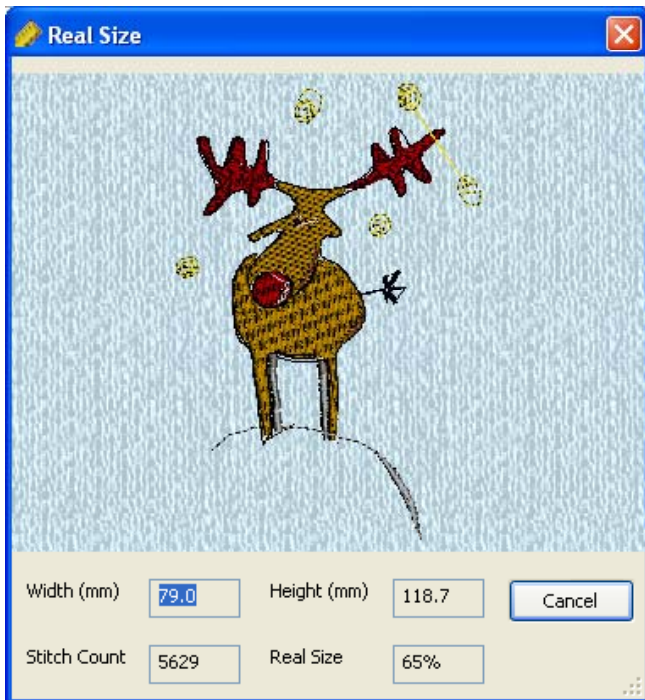 Real Size
Width (mm) 79.0 Height (mm) 118.7 Cancel
Stitch Count 5629 Real Size 65%